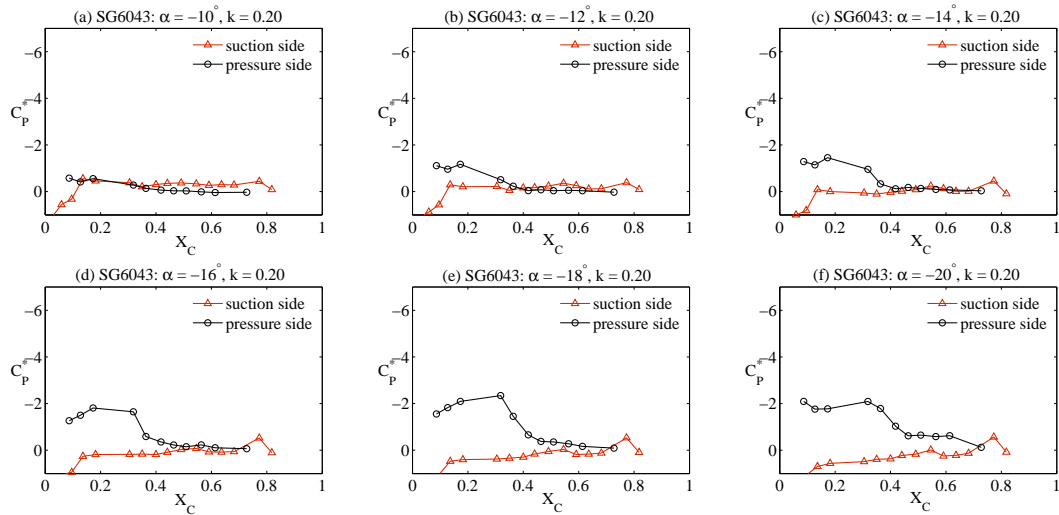 (a) SG6043: α = −10°, k = 0.20
−6
−4
−2
0
C_P^*
suction side
pressure side
0 0.2 0.4 0.6 0.8 1
X_C
(b) SG6043: α = −12°, k = 0.20
−6
−4
−2
0
C_P^*
suction side
pressure side
0 0.2 0.4 0.6 0.8 1
X_C
(c) SG6043: α = −14°, k = 0.20
−6
−4
−2
0
C_P^*
suction side
pressure side
0 0.2 0.4 0.6 0.8 1
X_C
(d) SG6043: α = −16°, k = 0.20
−6
−4
−2
0
C_P^*
suction side
pressure side
0 0.2 0.4 0.6 0.8 1
X_C
(e) SG6043: α = −18°, k = 0.20
−6
−4
−2
0
C_P^*
suction side
pressure side
0 0.2 0.4 0.6 0.8 1
X_C
(f) SG6043: α = −20°, k = 0.20
−6
−4
−2
0
C_P^*
suction side
pressure side
0 0.2 0.4 0.6 0.8 1
X_C